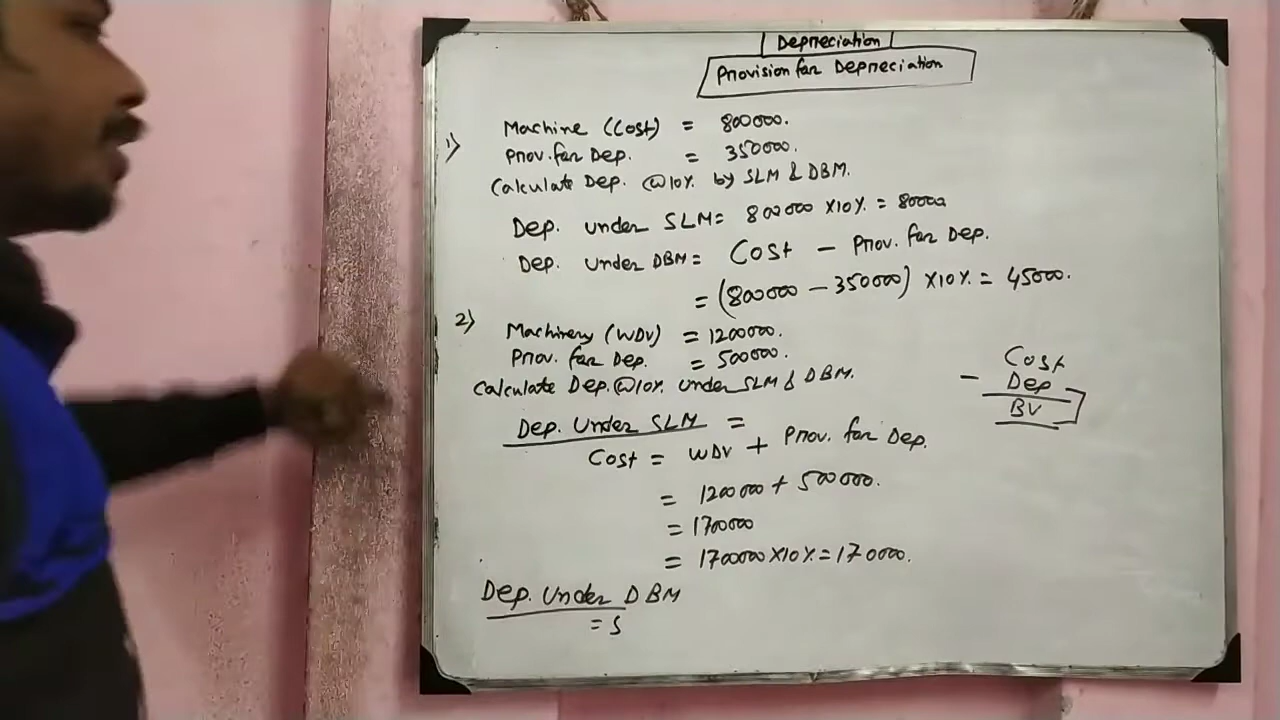 Depreciation
Provision for Depreciation
1) Machine (Cost) = 800000.
Prov. for Dep. = 350000.
Calculate Dep. @10% by SLM & DBM.
Dep. under SLM = 800000 X10% = 80000
Dep. under DBM = Cost - Prov. for Dep.
= (800000 - 350000) X10% = 45000.
2) Machinery (WDV) = 1200000.
Prov. for Dep. = 500000.
Calculate Dep. @10% under SLM & DBM.
Cost
- Dep
BV
Dep. Under SLM =
Cost = WDV + Prov. for Dep.
= 1200000 + 500000.
= 1700000
= 1700000 X10% = 170000.
Dep. Under DBM
=